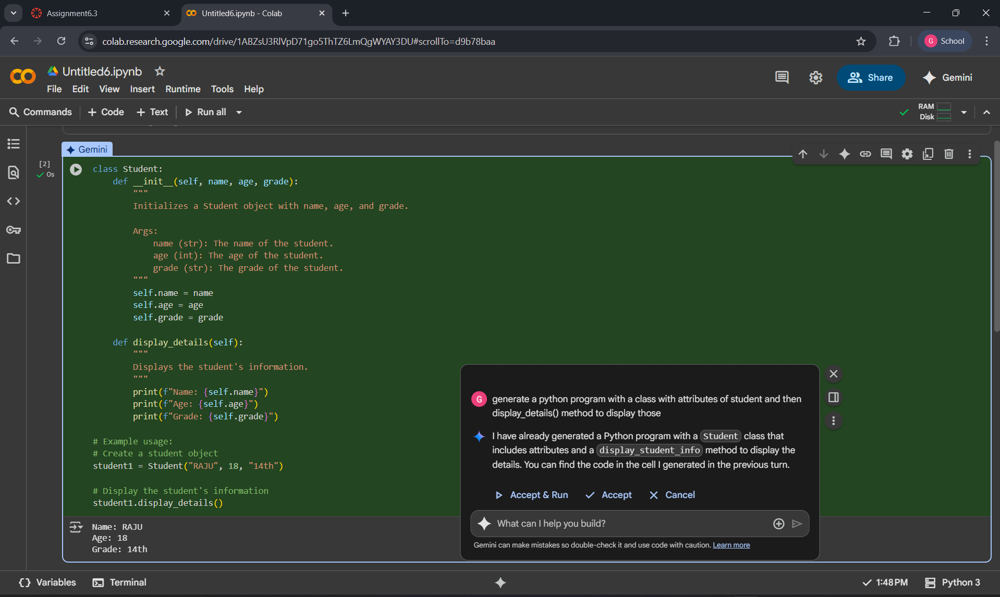 Assignment6.3
Untitled6.ipynb - Colab
colab.research.google.com/drive/1ABZsU3RlVpD71go5ThTZ6LmQgWYAY3DU#scrollTo=d9b78baa
G School
Untitled6.ipynb
File Edit View Insert Runtime Tools Help
Share
Gemini
Commands + Code + Text Run all
RAM
Disk
Gemini
[2]
0s
class Student:
    def __init__(self, name, age, grade):
        """
        Initializes a Student object with name, age, and grade.
        Args:
            name (str): The name of the student.
            age (int): The age of the student.
            grade (str): The grade of the student.
        """
        self.name = name
        self.age = age
        self.grade = grade
    def display_details(self):
        """
        Displays the student's information.
        """
        print(f"Name: {self.name}")
        print(f"Age: {self.age}")
        print(f"Grade: {self.grade}")
# Example usage:
# Create a student object
student1 = Student("RAJU", 18, "14th")
# Display the student's information
student1.display_details()
Name: RAJU
Age: 18
Grade: 14th
G generate a python program with a class with attributes of student and then
display_details() method to display those
I have already generated a Python program with a Student class that
includes attributes and a display_student_info method to display the
details. You can find the code in the cell I generated in the previous turn.
Accept & Run Accept Cancel
What can I help you build?
Gemini can make mistakes so double-check it and use code with caution. Learn more
Variables Terminal
1:48 PM Python 3